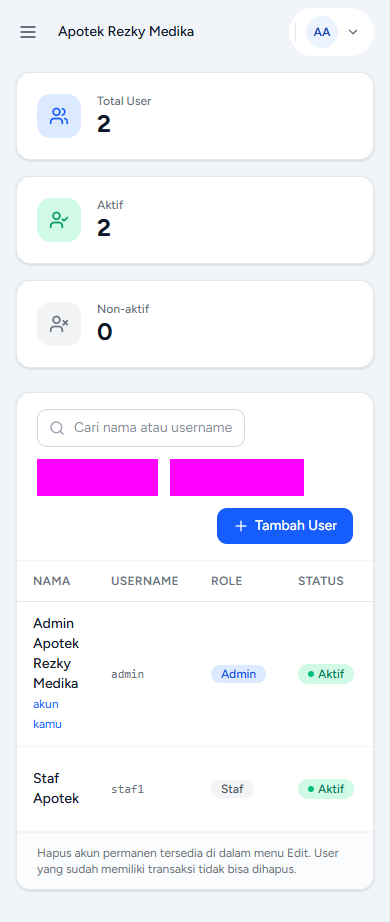 Apotek Rezky Medika
AA
Total User
2
Aktif
2
Non-aktif
0
Cari nama atau username
Tambah User
NAMA USERNAME ROLE STATUS
Admin
Apotek
Rezky
Medika
akun
kamu
admin Admin Aktif
Staf
Apotek
staf1 Staf Aktif
Hapus akun permanen tersedia di dalam menu Edit. User
yang sudah memiliki transaksi tidak bisa dihapus.